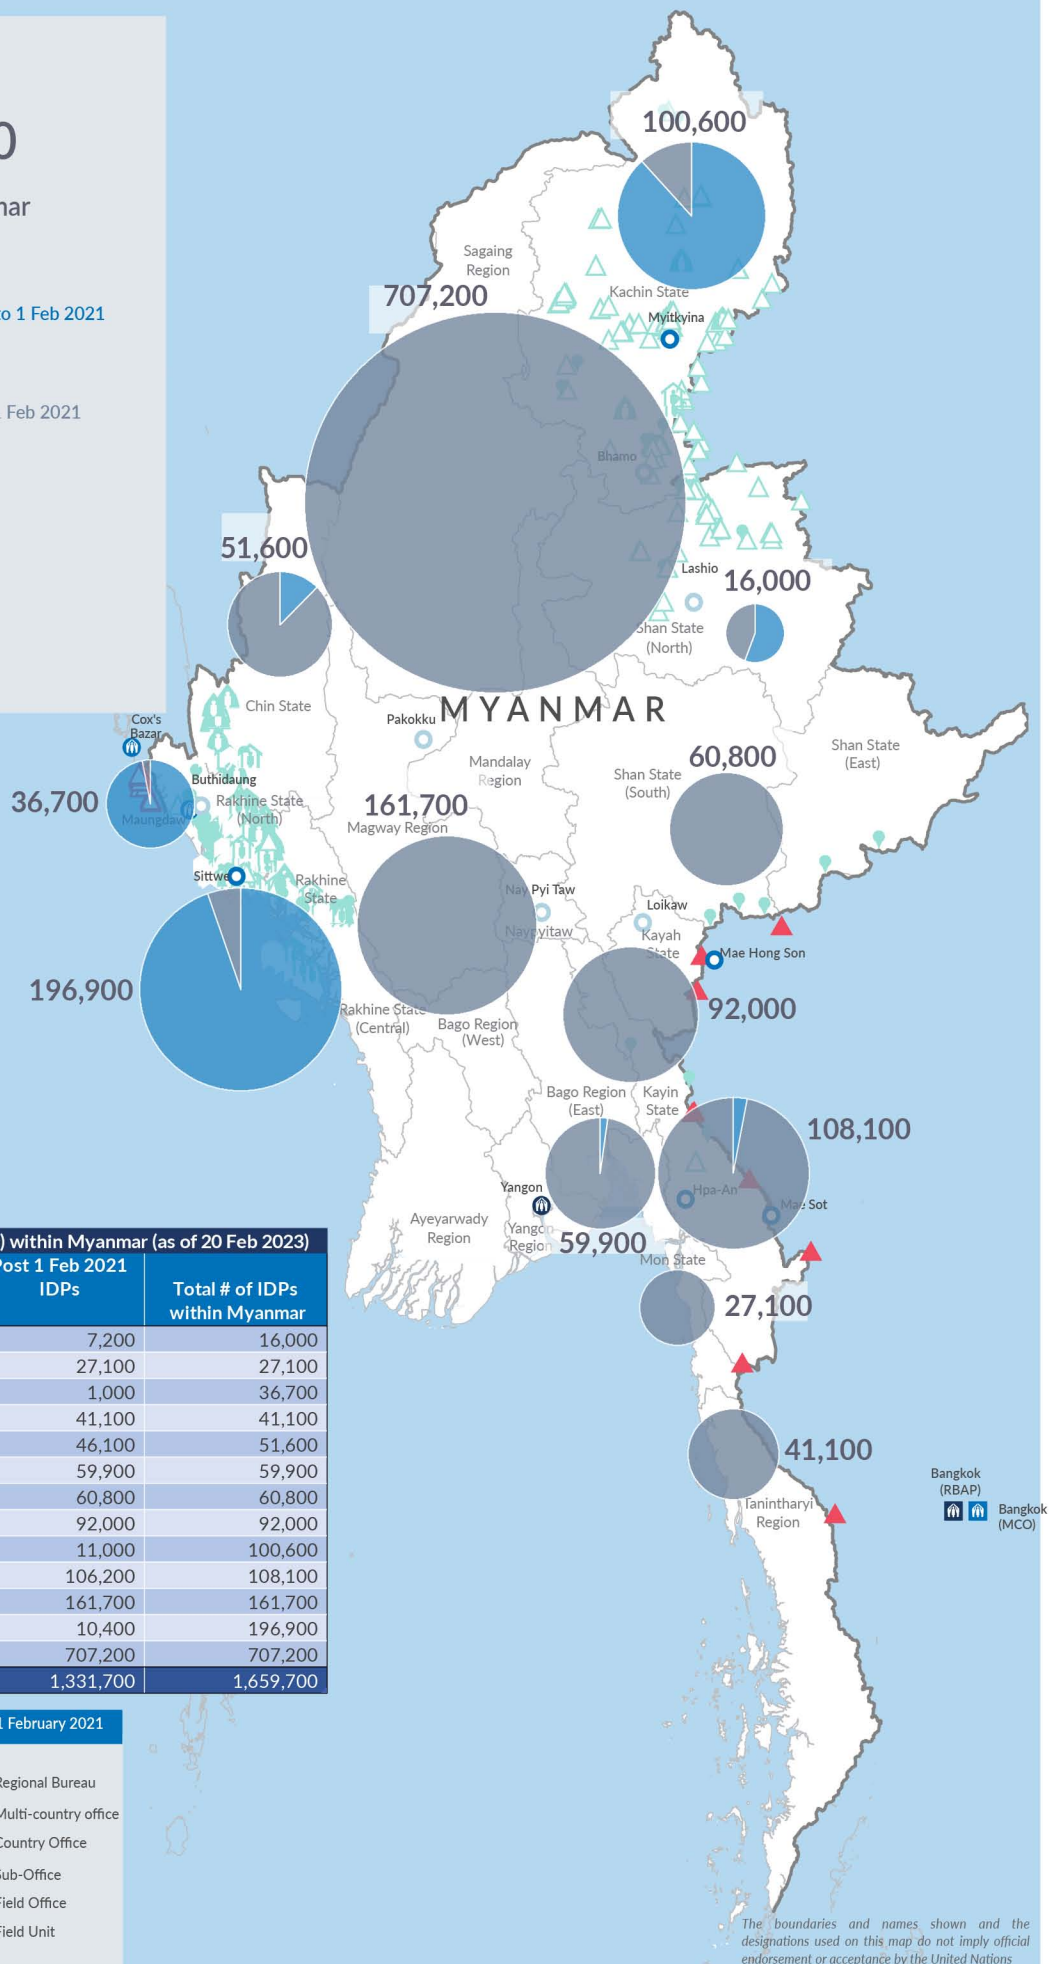 0
nar
o 1 Feb 2021
Feb 2021
100,600
Sagaing
Region
707,200
Kachin State
Myitkyina
Bhamo
51,600
Lashio
16,000
Shan State
(North)
Chin State
MYANMAR
Pakokku
Cox's
Bazar
Mandalay
Region
60,800
Shan State
(East)
Shan State
(South)
Buthidaung
36,700
Rakhine State
(North)
161,700
Maungdaw
Magway Region
Sittwe
Rakhine
State
Nay Pyi Taw
Naypyitaw
Loikaw
Kayah
State
Mae Hong Son
196,900
Rakhine State
(Central)
Bago Region
(West)
92,000
Bago Region
(East)
Kayin
State
108,100
Yangon
Hpa-An
Mae Sot
Ayeyarwady
Region
Yangon
Region
59,900
Mon State
27,100
41,100
Tanintharyi
Region
Bangkok
(RBAP)
Bangkok
(MCO)
) within Myanmar (as of 20 Feb 2023)
Post 1 Feb 2021
IDPs
Total # of IDPs
within Myanmar
7,200 16,000
27,100 27,100
1,000 36,700
41,100 41,100
46,100 51,600
59,900 59,900
60,800 60,800
92,000 92,000
11,000 100,600
106,200 108,100
161,700 161,700
10,400 196,900
707,200 707,200
1,331,700 1,659,700
1 February 2021
Regional Bureau
Multi-country office
Country Office
Sub-Office
Field Office
Field Unit
The boundaries and names shown and the
designations used on this map do not imply official
endorsement or acceptance by the United Nations